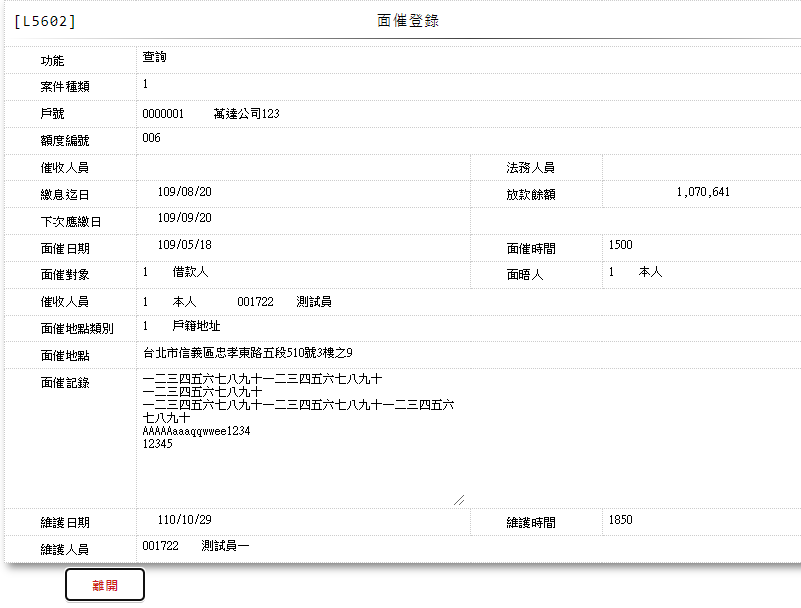 [L5602] 面催登錄
功能 查詢
案件種類 1
戶號 0000001 萬達公司123
額度編號 006
催收人員 法務人員
繳息迄日 109/08/20 放款餘額 1,070,641
下次應繳日 109/09/20
面催日期 109/05/18 面催時間 1500
面催對象 1 借款人 面晤人 1 本人
催收人員 1 本人 001722 測試員
面催地點類別 1 戶籍地址
面催地點 台北市信義區忠孝東路五段510號3樓之9
面催記錄 一二三四五六七八九十一二三四五六七八九十
一二三四五六七八九十
一二三四五六七八九十一二三四五六七八九十一二三四五六
七八九十
AAAAAaaaqqwwee1234
12345
維護日期 110/10/29 維護時間 1850
維護人員 001722 測試員一
離開